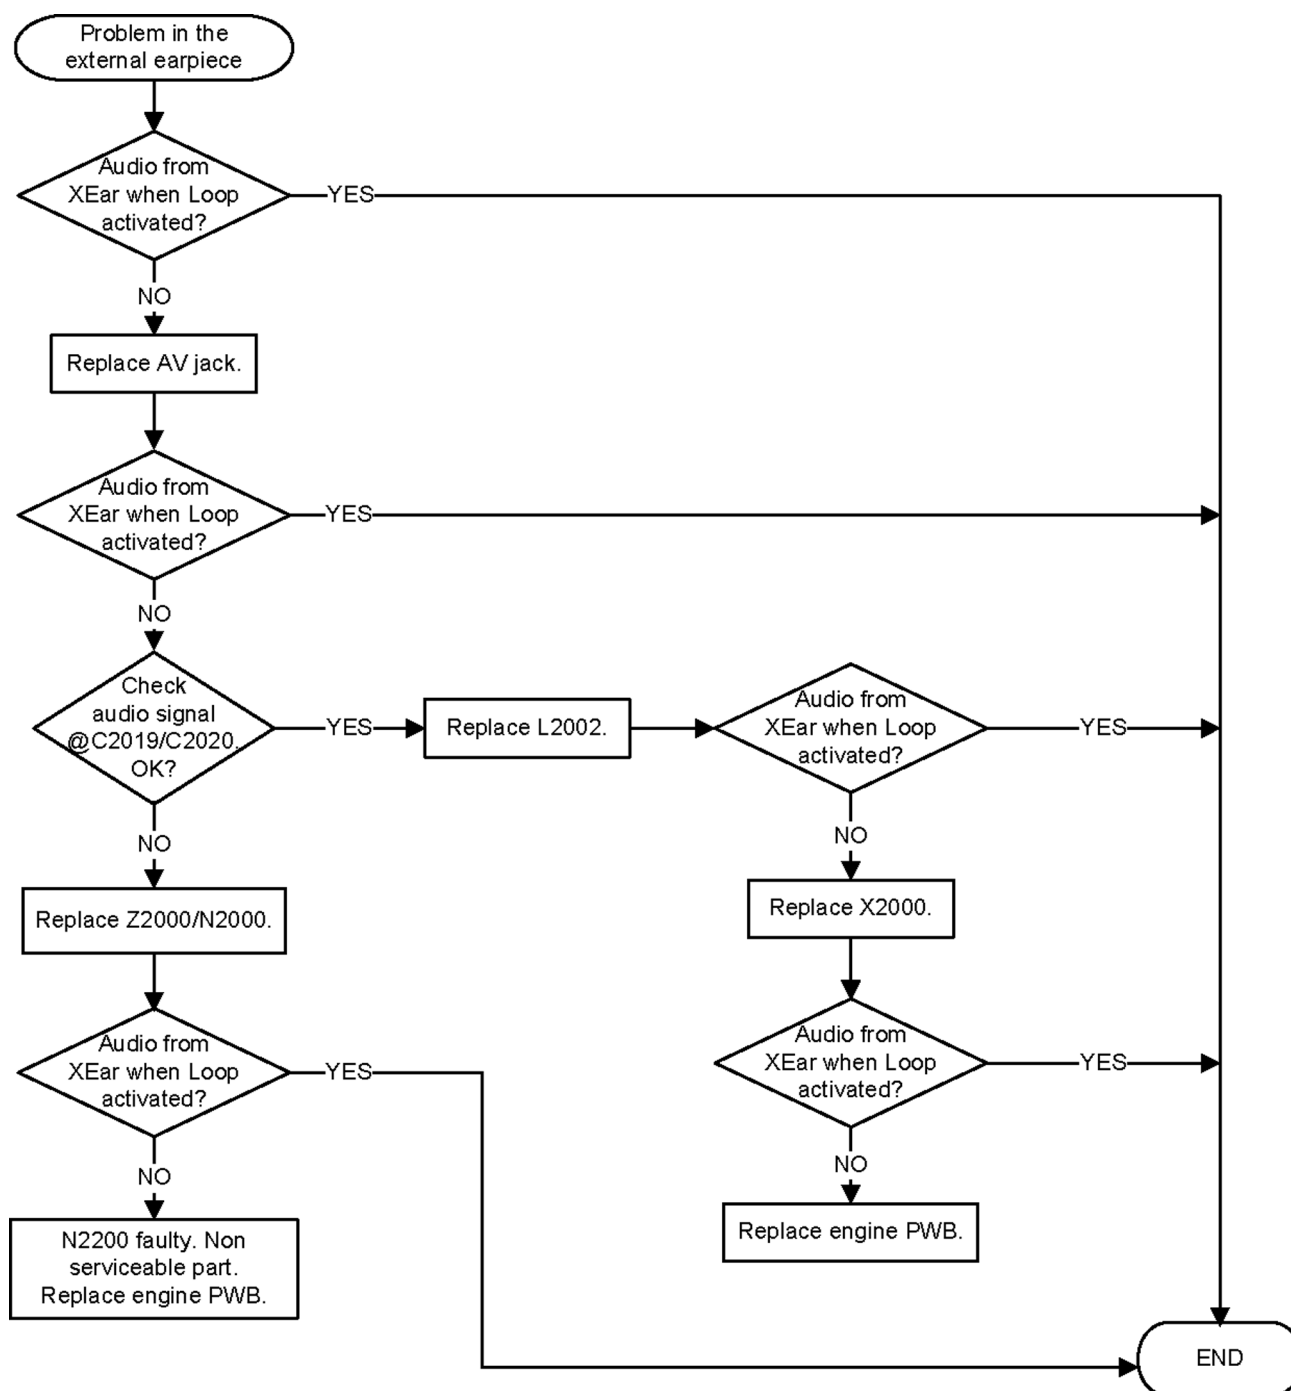 Problem in the
external earpiece
Audio from
XEar when Loop
activated?
YES
NO
Replace AV jack.
Audio from
XEar when Loop
activated?
YES
NO
Check
audio signal
@C2019/C2020.
OK?
YES
Replace L2002.
Audio from
XEar when Loop
activated?
YES
NO
NO
Replace X2000.
Replace Z2000/N2000.
Audio from
XEar when Loop
activated?
YES
Audio from
XEar when Loop
activated?
YES
NO
NO
Replace engine PWB.
N2200 faulty. Non
serviceable part.
Replace engine PWB.
END